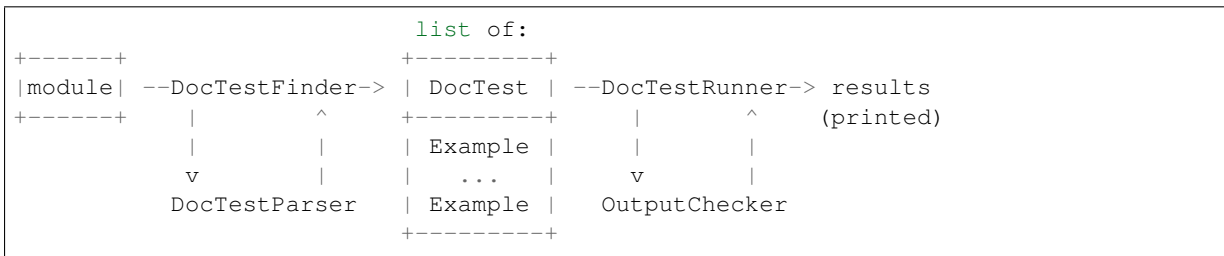 list of:
+------+                   +---------+
|module| --DocTestFinder-> | DocTest | --DocTestRunner-> results
+------+    |        ^     +---------+     |       ^    (printed)
            |        |     | Example |     |       |
            v        |     |   ...   |     v       |
           DocTestParser   | Example |   OutputChecker
                           +---------+